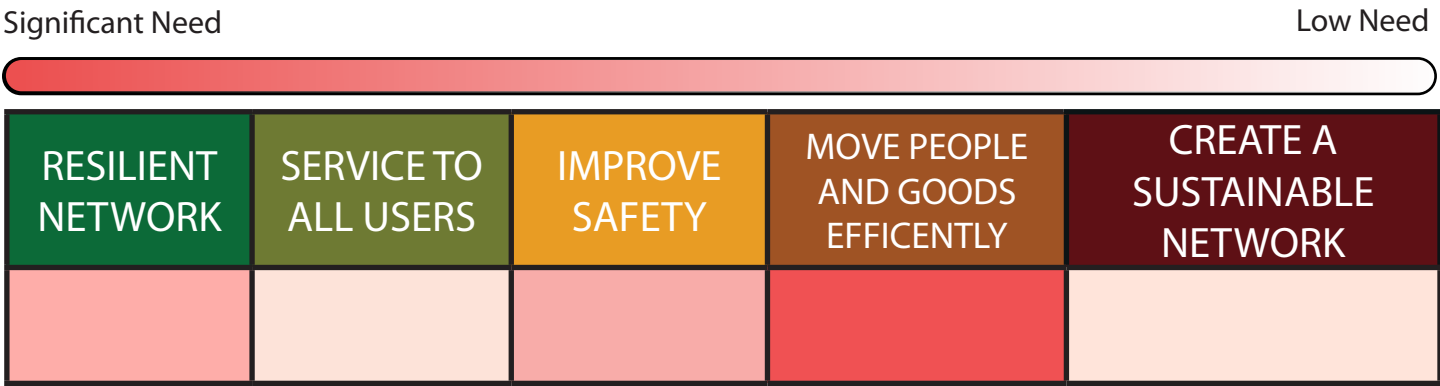 Significant Need
Low Need
RESILIENT
NETWORK
SERVICE TO
ALL USERS
IMPROVE
SAFETY
MOVE PEOPLE
AND GOODS
EFFICENTLY
CREATE A
SUSTAINABLE
NETWORK